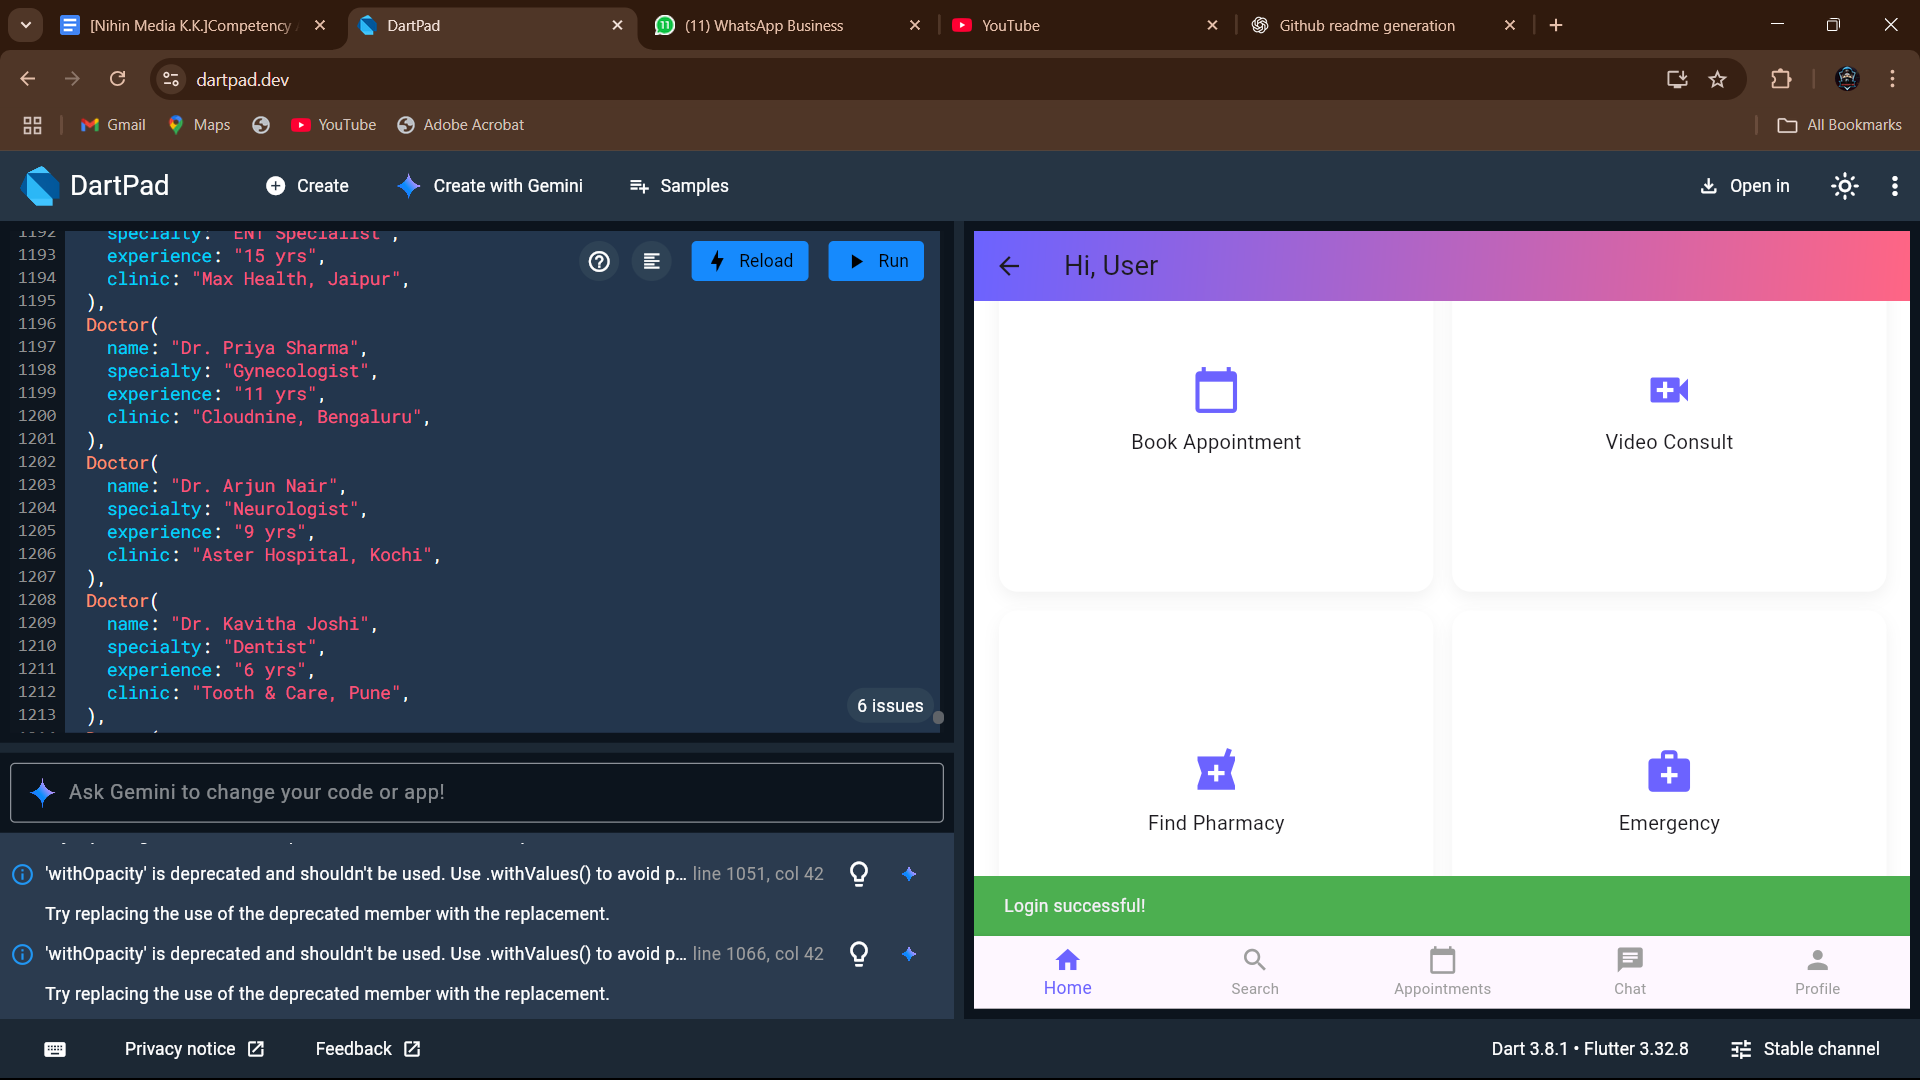 [Nihin Media K.K.]Competency
DartPad
(11) WhatsApp Business
YouTube
Github readme generation
dartpad.dev
Gmail
Maps
YouTube
Adobe Acrobat
All Bookmarks
DartPad
Create
Create with Gemini
Samples
Open in
1192 specialty: "ENT Specialist",
1193 experience: "15 yrs",
1194 clinic: "Max Health, Jaipur",
1195 ),
1196 Doctor(
1197 name: "Dr. Priya Sharma",
1198 specialty: "Gynecologist",
1199 experience: "11 yrs",
1200 clinic: "Cloudnine, Bengaluru",
1201 ),
1202 Doctor(
1203 name: "Dr. Arjun Nair",
1204 specialty: "Neurologist",
1205 experience: "9 yrs",
1206 clinic: "Aster Hospital, Kochi",
1207 ),
1208 Doctor(
1209 name: "Dr. Kavitha Joshi",
1210 specialty: "Dentist",
1211 experience: "6 yrs",
1212 clinic: "Tooth & Care, Pune",
1213 ),
Reload
Run
6 issues
Ask Gemini to change your code or app!
'withOpacity' is deprecated and shouldn't be used. Use .withValues() to avoid p... line 1051, col 42
Try replacing the use of the deprecated member with the replacement.
'withOpacity' is deprecated and shouldn't be used. Use .withValues() to avoid p... line 1066, col 42
Try replacing the use of the deprecated member with the replacement.
Hi, User
Book Appointment
Video Consult
Find Pharmacy
Emergency
Login successful!
Home
Search
Appointments
Chat
Profile
Privacy notice
Feedback
Dart 3.8.1 • Flutter 3.32.8
Stable channel